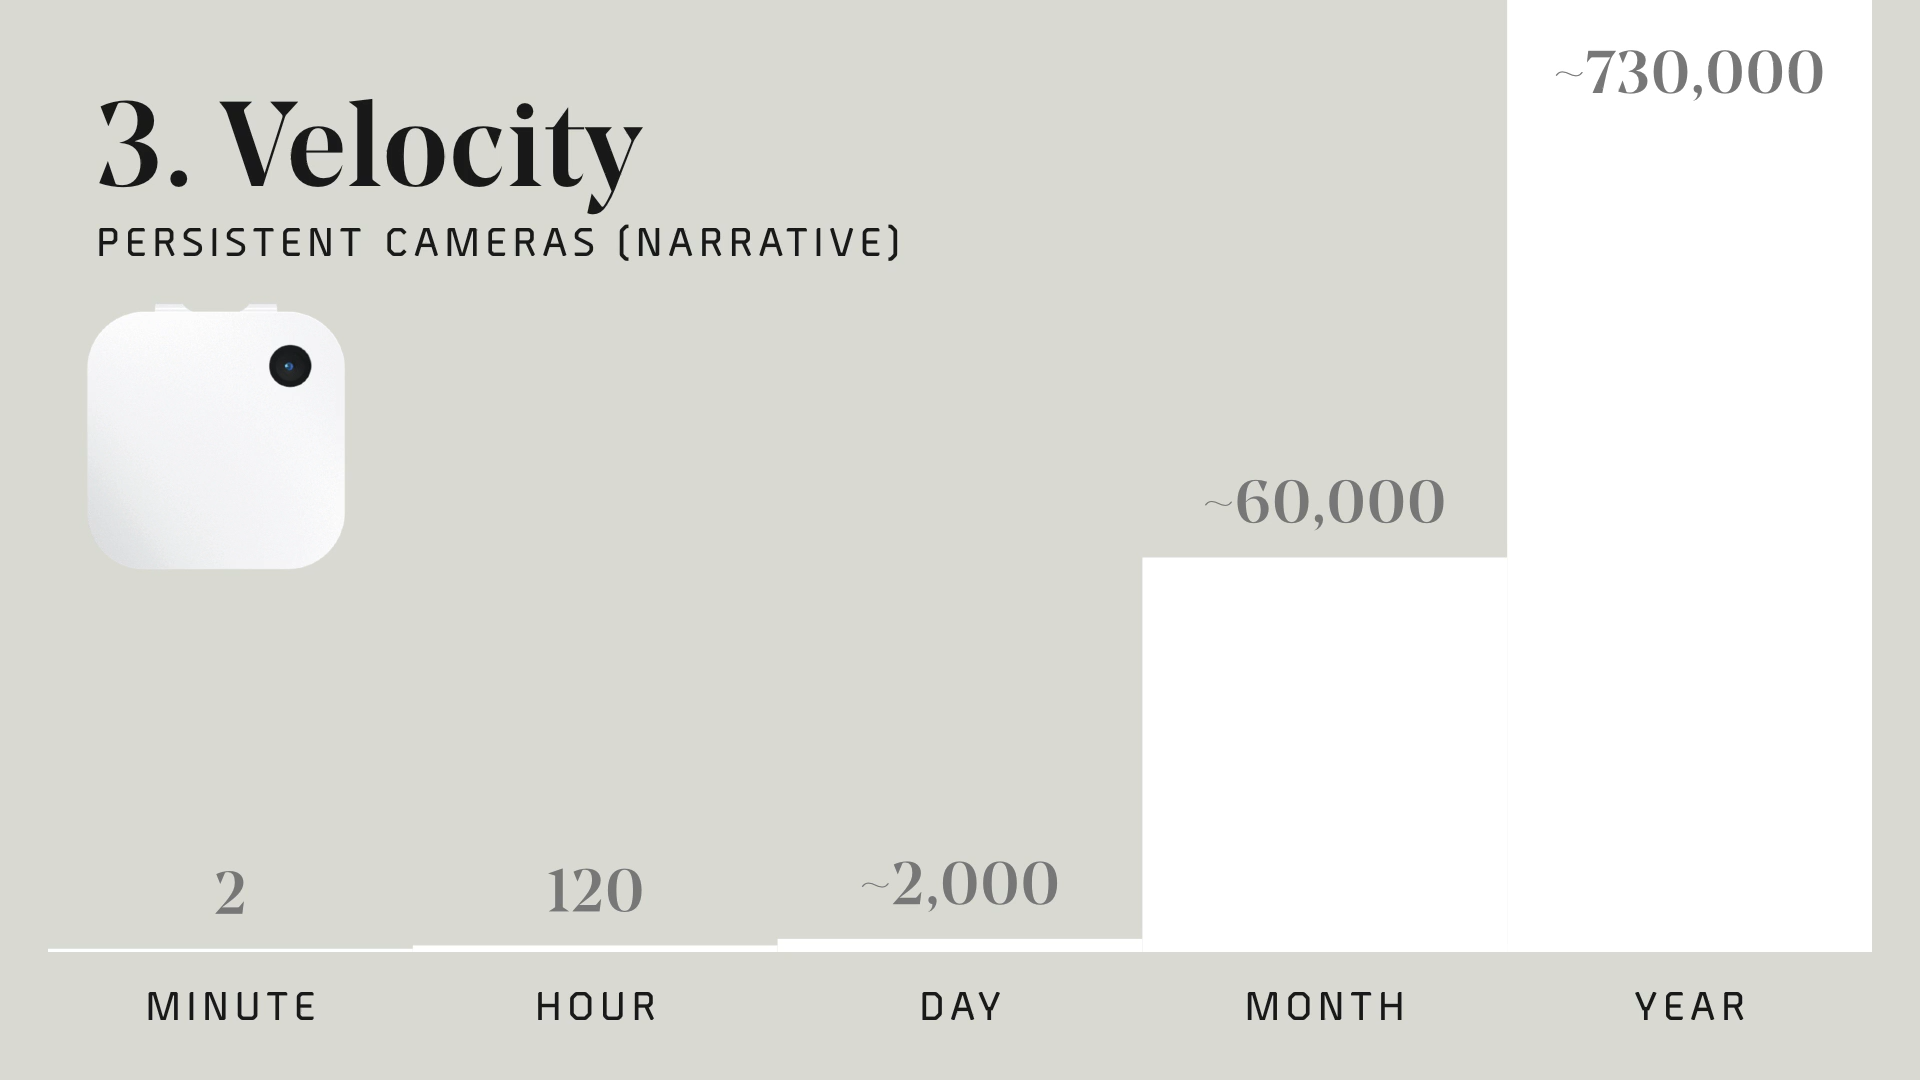 3. Velocity
PERSISTENT CAMERAS (NARRATIVE)
~730,000
~60,000
2
120
~2,000
MINUTE
HOUR
DAY
MONTH
YEAR